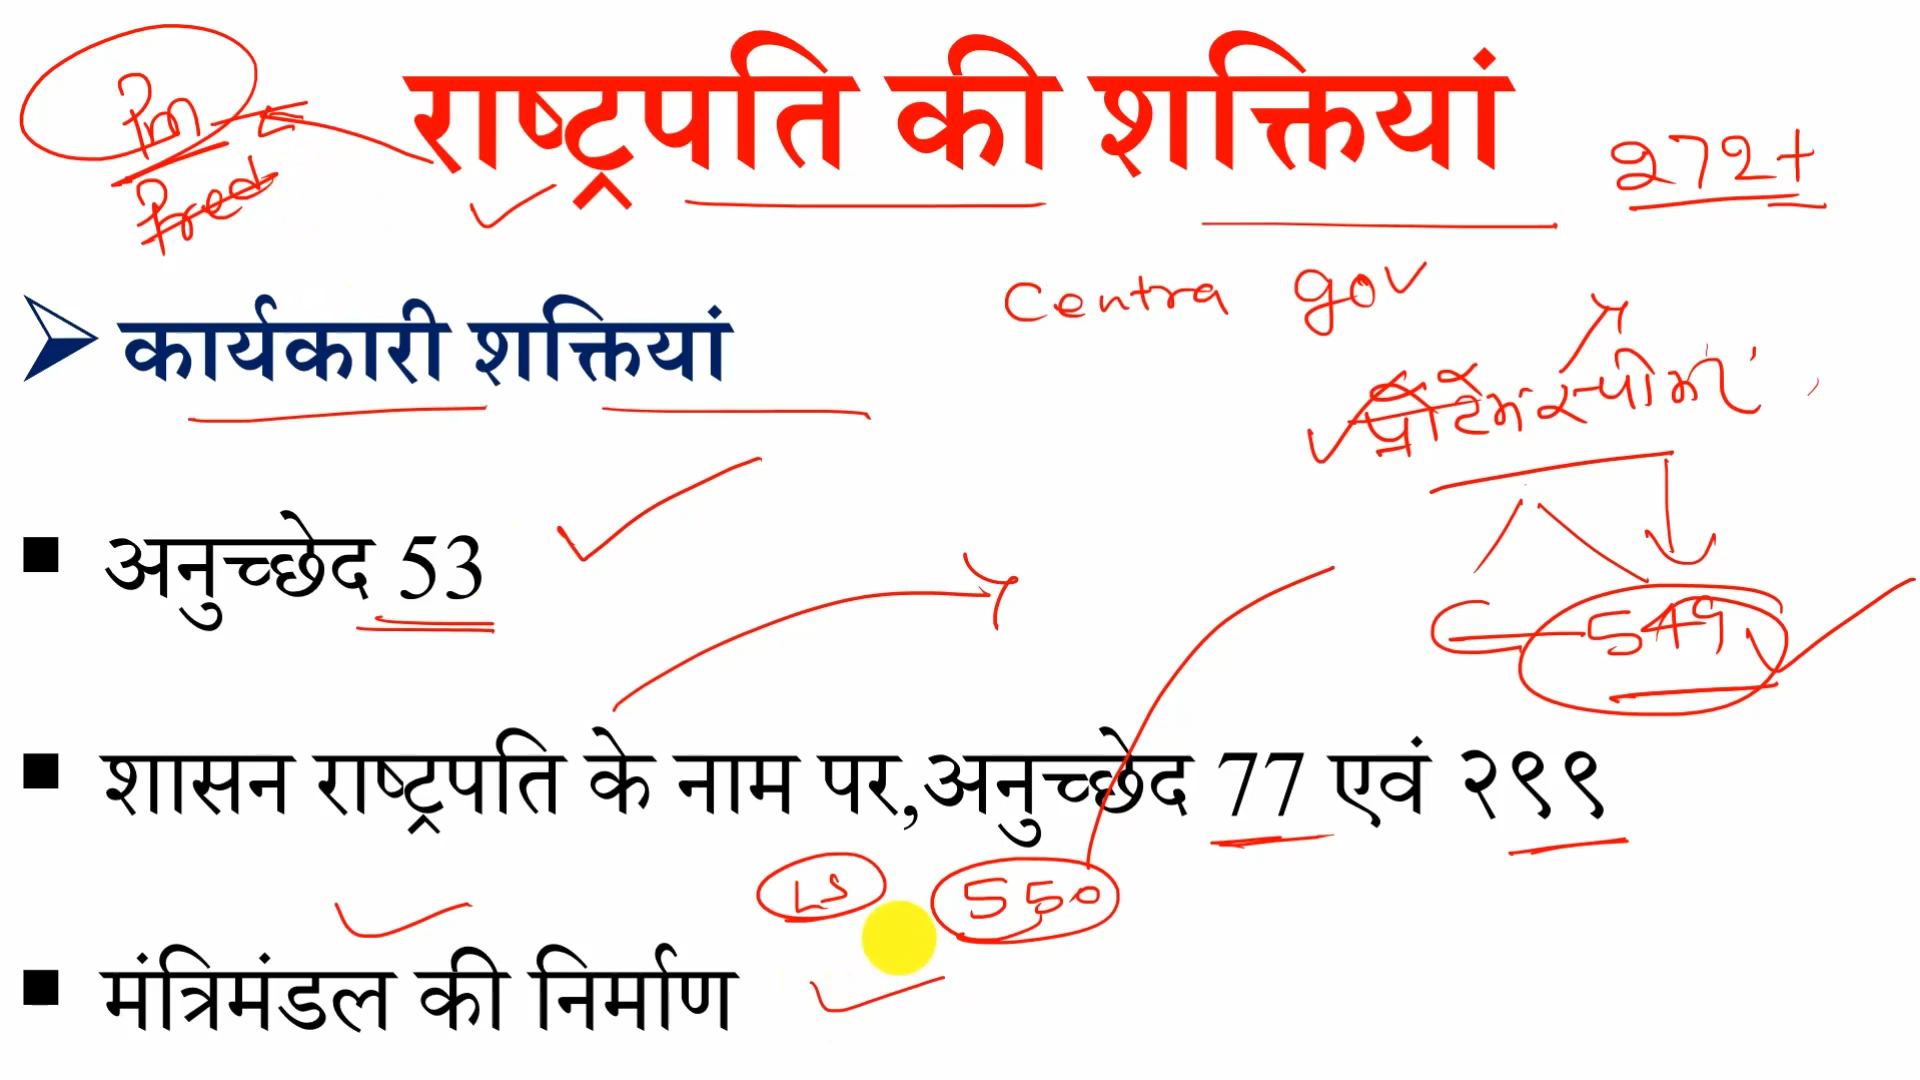 Pm
राष्ट्रपति की शक्तियां
272+
Pred
Centra gov
कार्यकारी शक्तियां
प्रोटेम स्पीकर
अनुच्छेद 53
549
शासन राष्ट्रपति के नाम पर,अनुच्छेद 77 एवं २९९
LS 550
मंत्रिमंडल की निर्माण